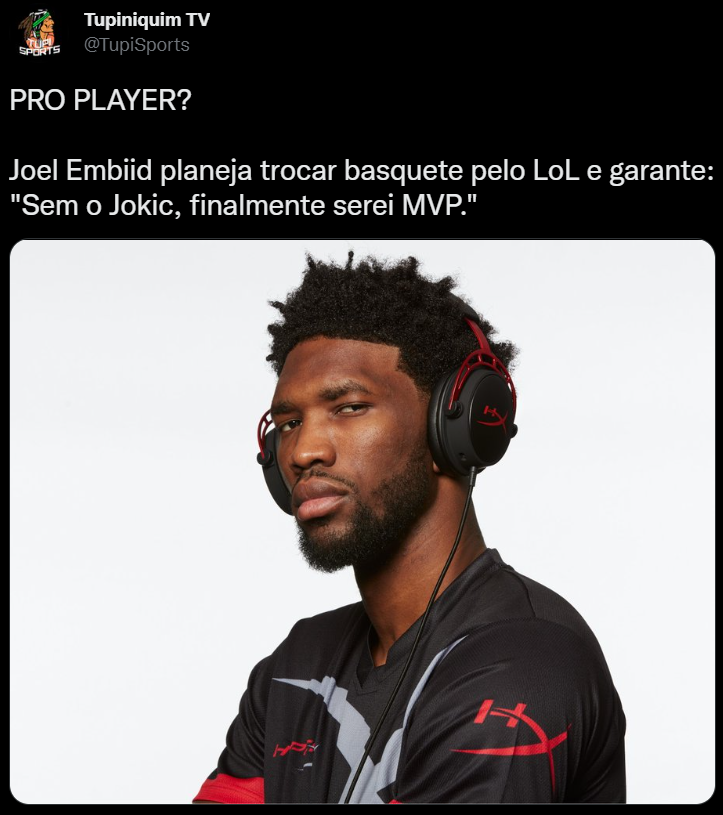 Tupiniquim TV
@TupiSports
TUPI
SPORTS
PRO PLAYER?
Joel Embiid planeja trocar basquete pelo LoL e garante:
"Sem o Jokic, finalmente serei MVP."